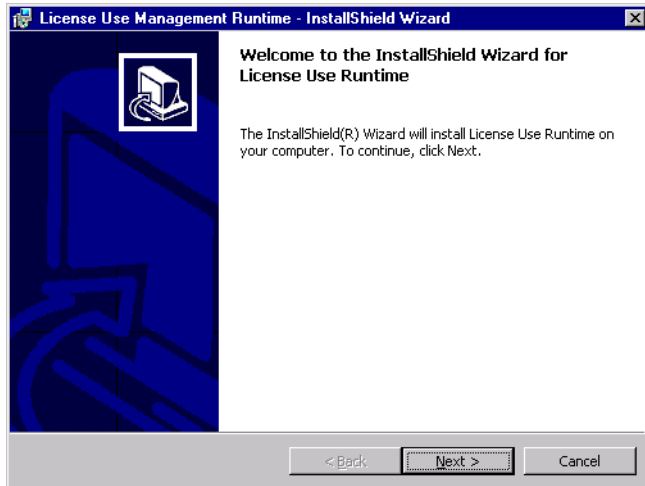 License Use Management Runtime - InstallShield Wizard
Welcome to the InstallShield Wizard for
License Use Runtime
The InstallShield(R) Wizard will install License Use Runtime on
your computer. To continue, click Next.
< Back
Next >
Cancel